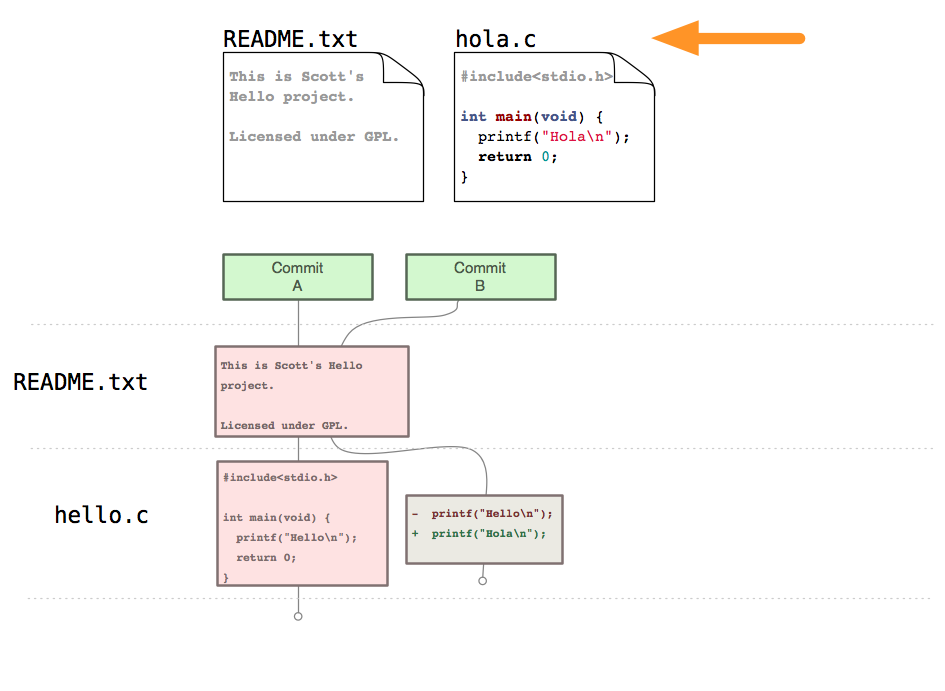 README.txt
This is Scott's
Hello project.
Licensed under GPL.
hola.c
#include<stdio.h>
int main(void) {
  printf("Hola\n");
  return 0;
}
Commit
A
Commit
B
README.txt
This is Scott's Hello
project.
Licensed under GPL.
hello.c
#include<stdio.h>
int main(void) {
  printf("Hello\n");
  return 0;
}
-  printf("Hello\n");
+  printf("Hola\n");